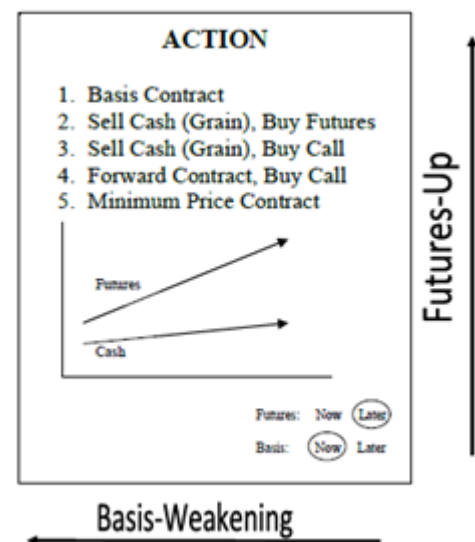 ACTION
1. Basis Contract
2. Sell Cash (Grain), Buy Futures
3. Sell Cash (Grain), Buy Call
4. Forward Contract, Buy Call
5. Minimum Price Contract
Futures
Cash
Futures: Now Later
Basis: Now Later
Futures-Up
Basis-Weakening